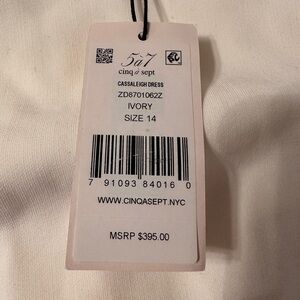 5à7
cinq à sept
CASSALEIGH DRESS
ZD8701062Z
IVORY
SIZE 14
7 91093 84016 0
WWW.CINQASEPT.NYC
MSRP $395.00